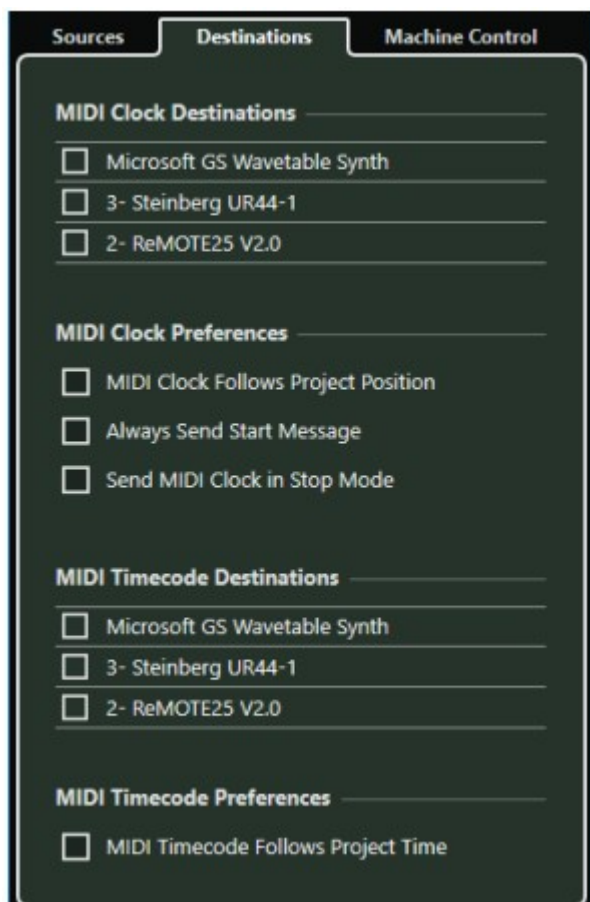 Sources Destinations Machine Control
MIDI Clock Destinations
Microsoft GS Wavetable Synth
3- Steinberg UR44-1
2- ReMOTE25 V2.0
MIDI Clock Preferences
MIDI Clock Follows Project Position
Always Send Start Message
Send MIDI Clock in Stop Mode
MIDI Timecode Destinations
Microsoft GS Wavetable Synth
3- Steinberg UR44-1
2- ReMOTE25 V2.0
MIDI Timecode Preferences
MIDI Timecode Follows Project Time